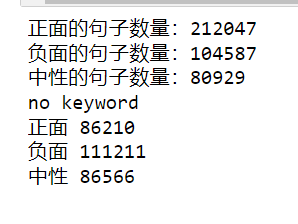 正面的句子数量：212047
负面的句子数量：104587
中性的句子数量：80929
no keyword
正面 86210
负面 111211
中性 86566